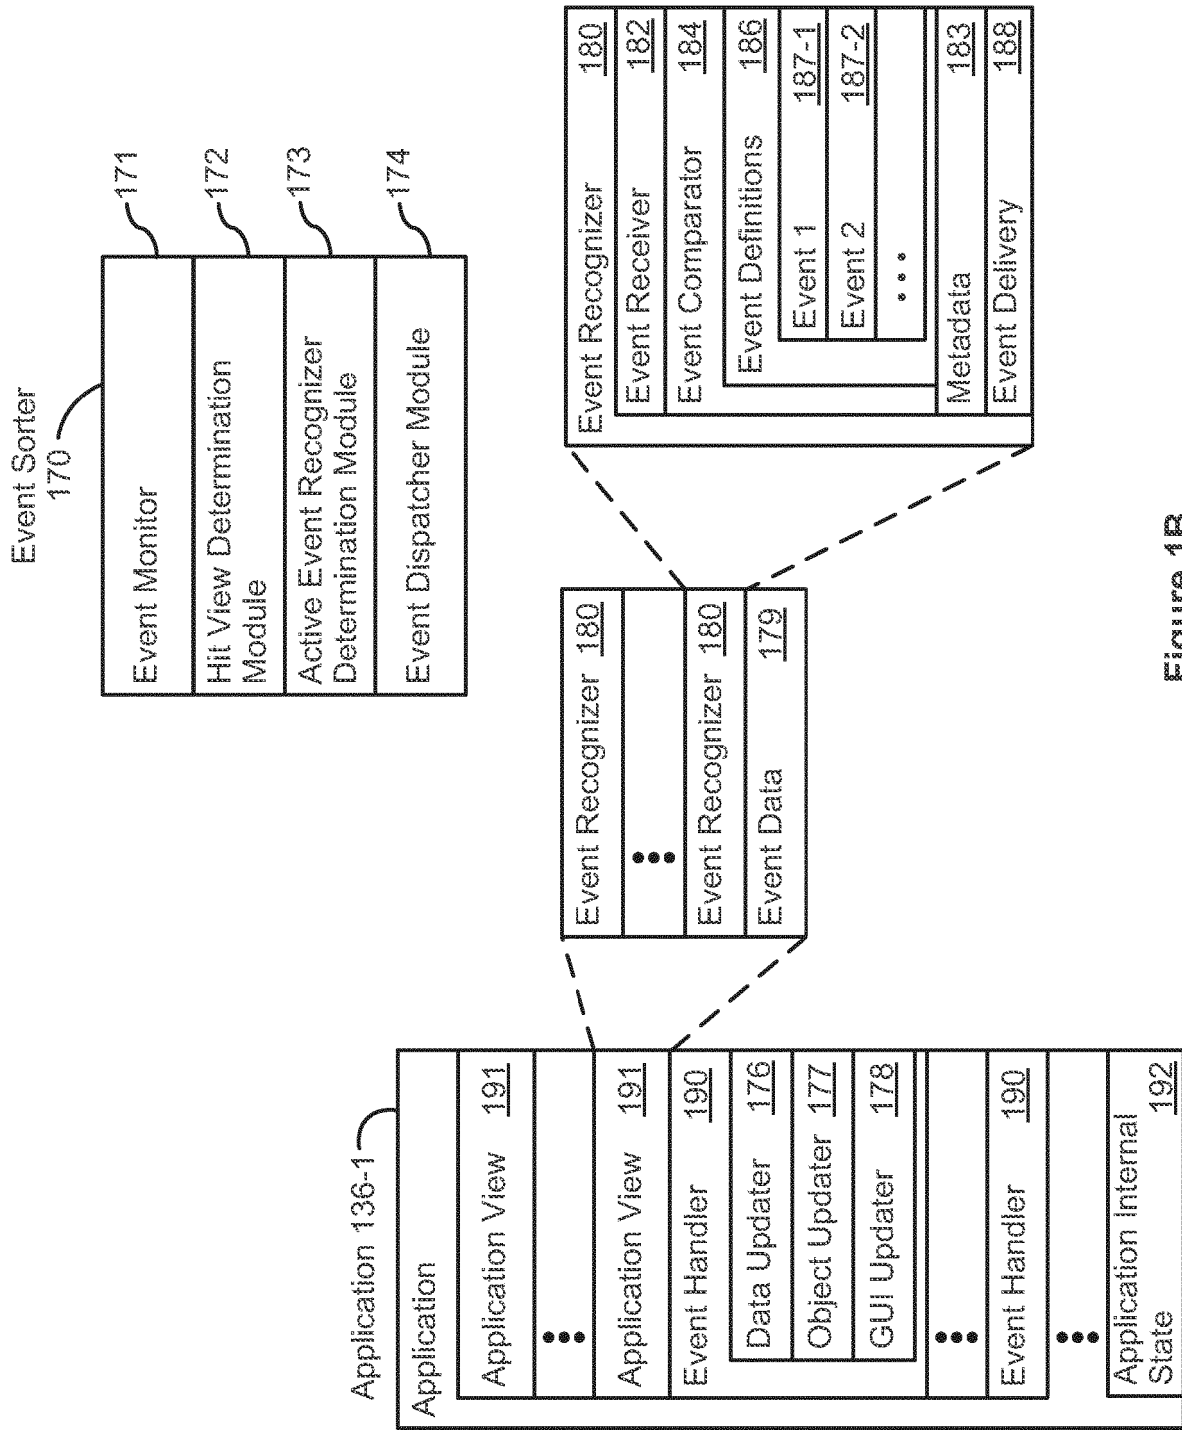 Event Sorter
170
Event Monitor
171
Hit View Determination
Module
172
Active Event Recognizer
Determination Module
173
Event Dispatcher Module
174
Application 136-1
Application
Application View 191
•••
Application View 191
Event Handler 190
Data Updater 176
Object Updater 177
GUI Updater 178
•••
Event Handler 190
•••
Application Internal
State 192
Event Recognizer 180
•••
Event Recognizer 180
Event Data 179
Event Recognizer 180
Event Receiver 182
Event Comparator 184
Event Definitions 186
Event 1 187-1
Event 2 187-2
•••
Metadata 183
Event Delivery 188
Figure 1B